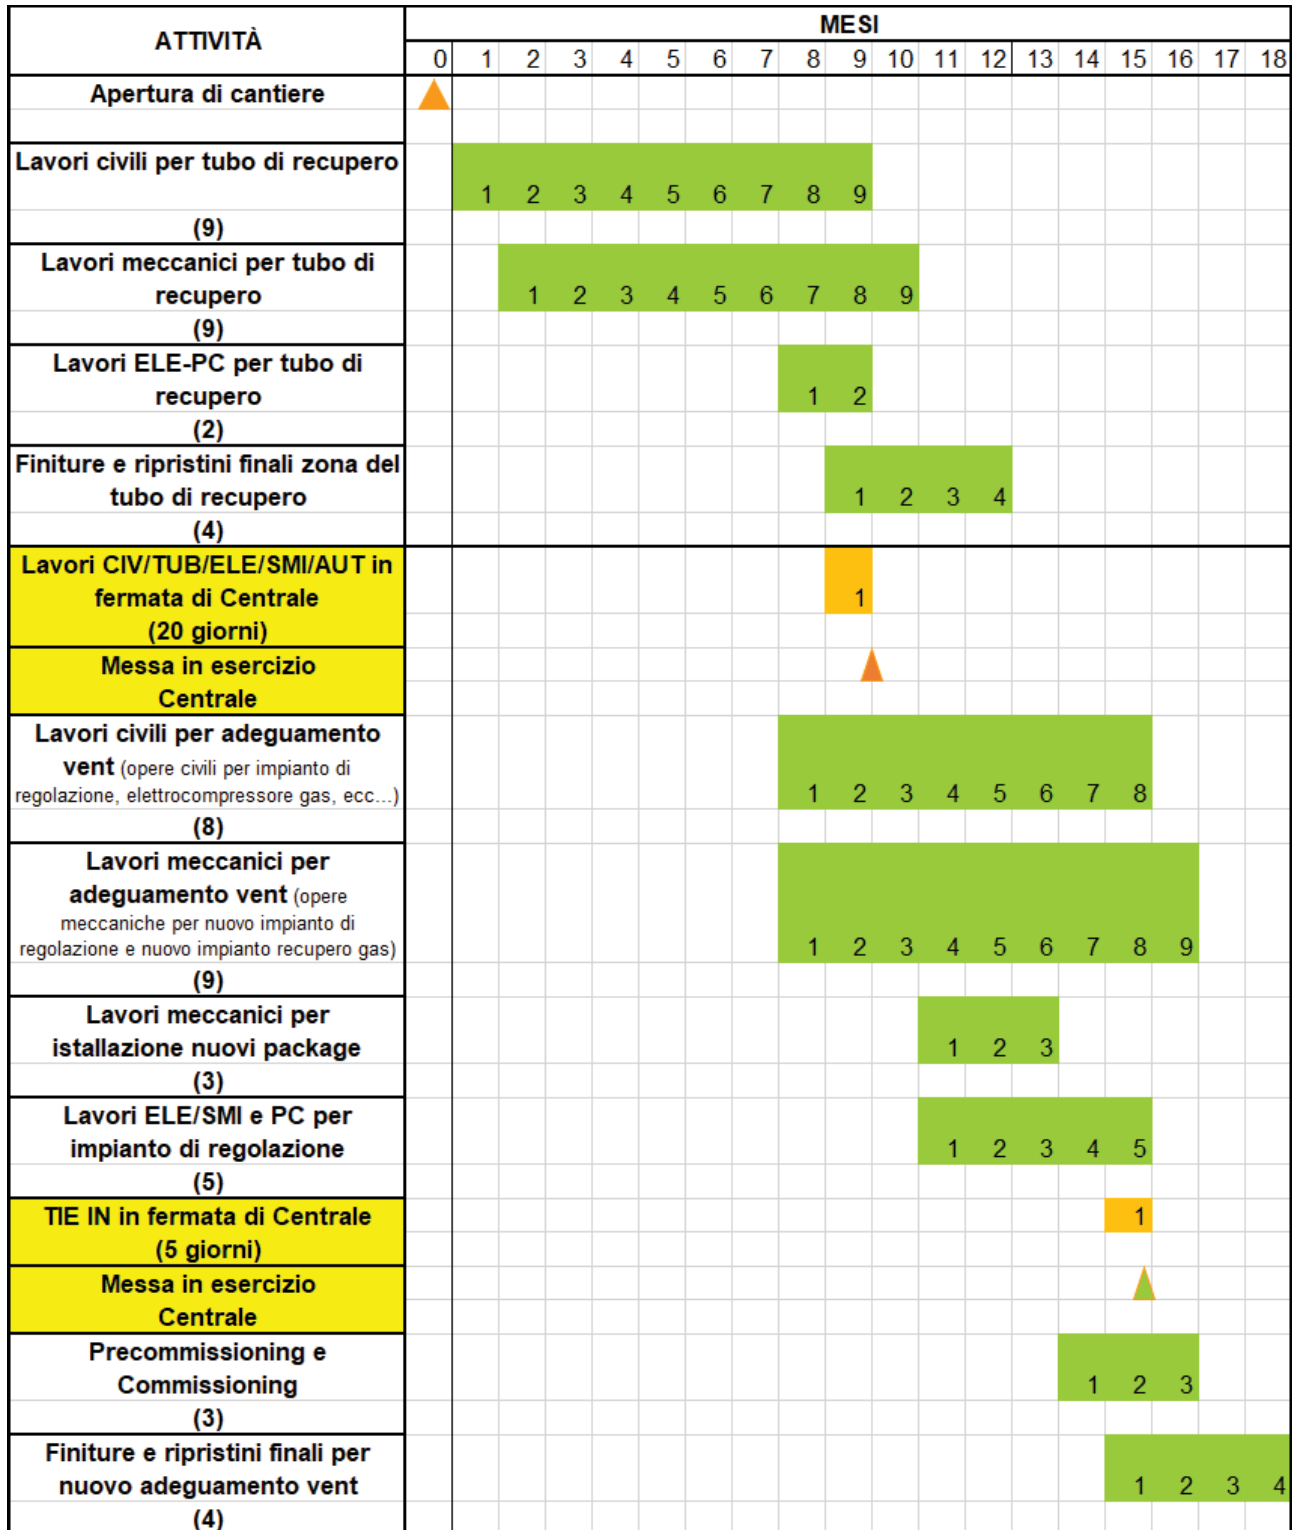 ATTIVITÀ
MESI
0 1 2 3 4 5 6 7 8 9 10 11 12 13 14 15 16 17 18
Apertura di cantiere
Lavori civili per tubo di recupero
1 2 3 4 5 6 7 8 9
(9)
Lavori meccanici per tubo di
recupero
1 2 3 4 5 6 7 8 9
(9)
Lavori ELE-PC per tubo di
recupero
1 2
(2)
Finiture e ripristini finali zona del
tubo di recupero
1 2 3 4
(4)
Lavori CIV/TUB/ELE/SMI/AUT in
fermata di Centrale
1
(20 giorni)
Messa in esercizio
Centrale
Lavori civili per adeguamento
vent (opere civili per impianto di
regolazione, elettrocompressore gas, ecc...)
1 2 3 4 5 6 7 8
(8)
Lavori meccanici per
adeguamento vent (opere
meccaniche per nuovo impianto di
regolazione e nuovo impianto recupero gas)
1 2 3 4 5 6 7 8 9
(9)
Lavori meccanici per
istallazione nuovi package
1 2 3
(3)
Lavori ELE/SMI e PC per
impianto di regolazione
1 2 3 4 5
(5)
TIE IN in fermata di Centrale
1
(5 giorni)
Messa in esercizio
Centrale
Precommissioning e
Commissioning
1 2 3
(3)
Finiture e ripristini finali per
nuovo adeguamento vent
1 2 3 4
(4)